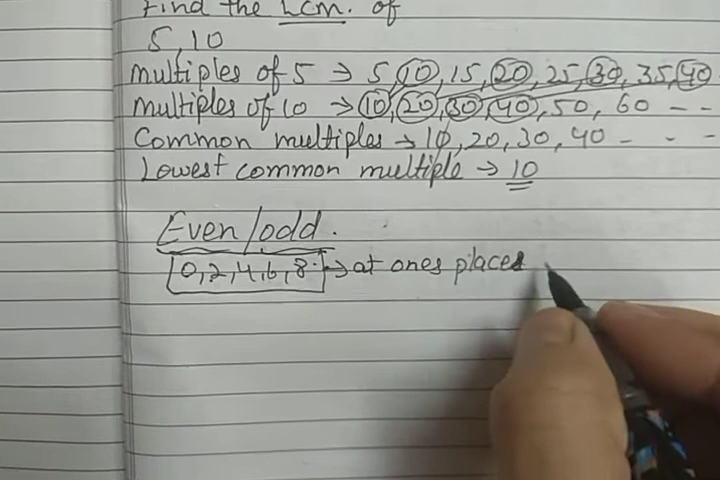 Find the LCM. of
5, 10
multiples of 5 → 5, 10, 15, 20, 25, 30, 35, 40
multiples of 10 → 10, 20, 30, 40, 50, 60 - -
Common multiples → 10, 20, 30, 40 - - -
Lowest common multiple → 10
Even/odd.
0, 2, 4, 6, 8 → at ones places